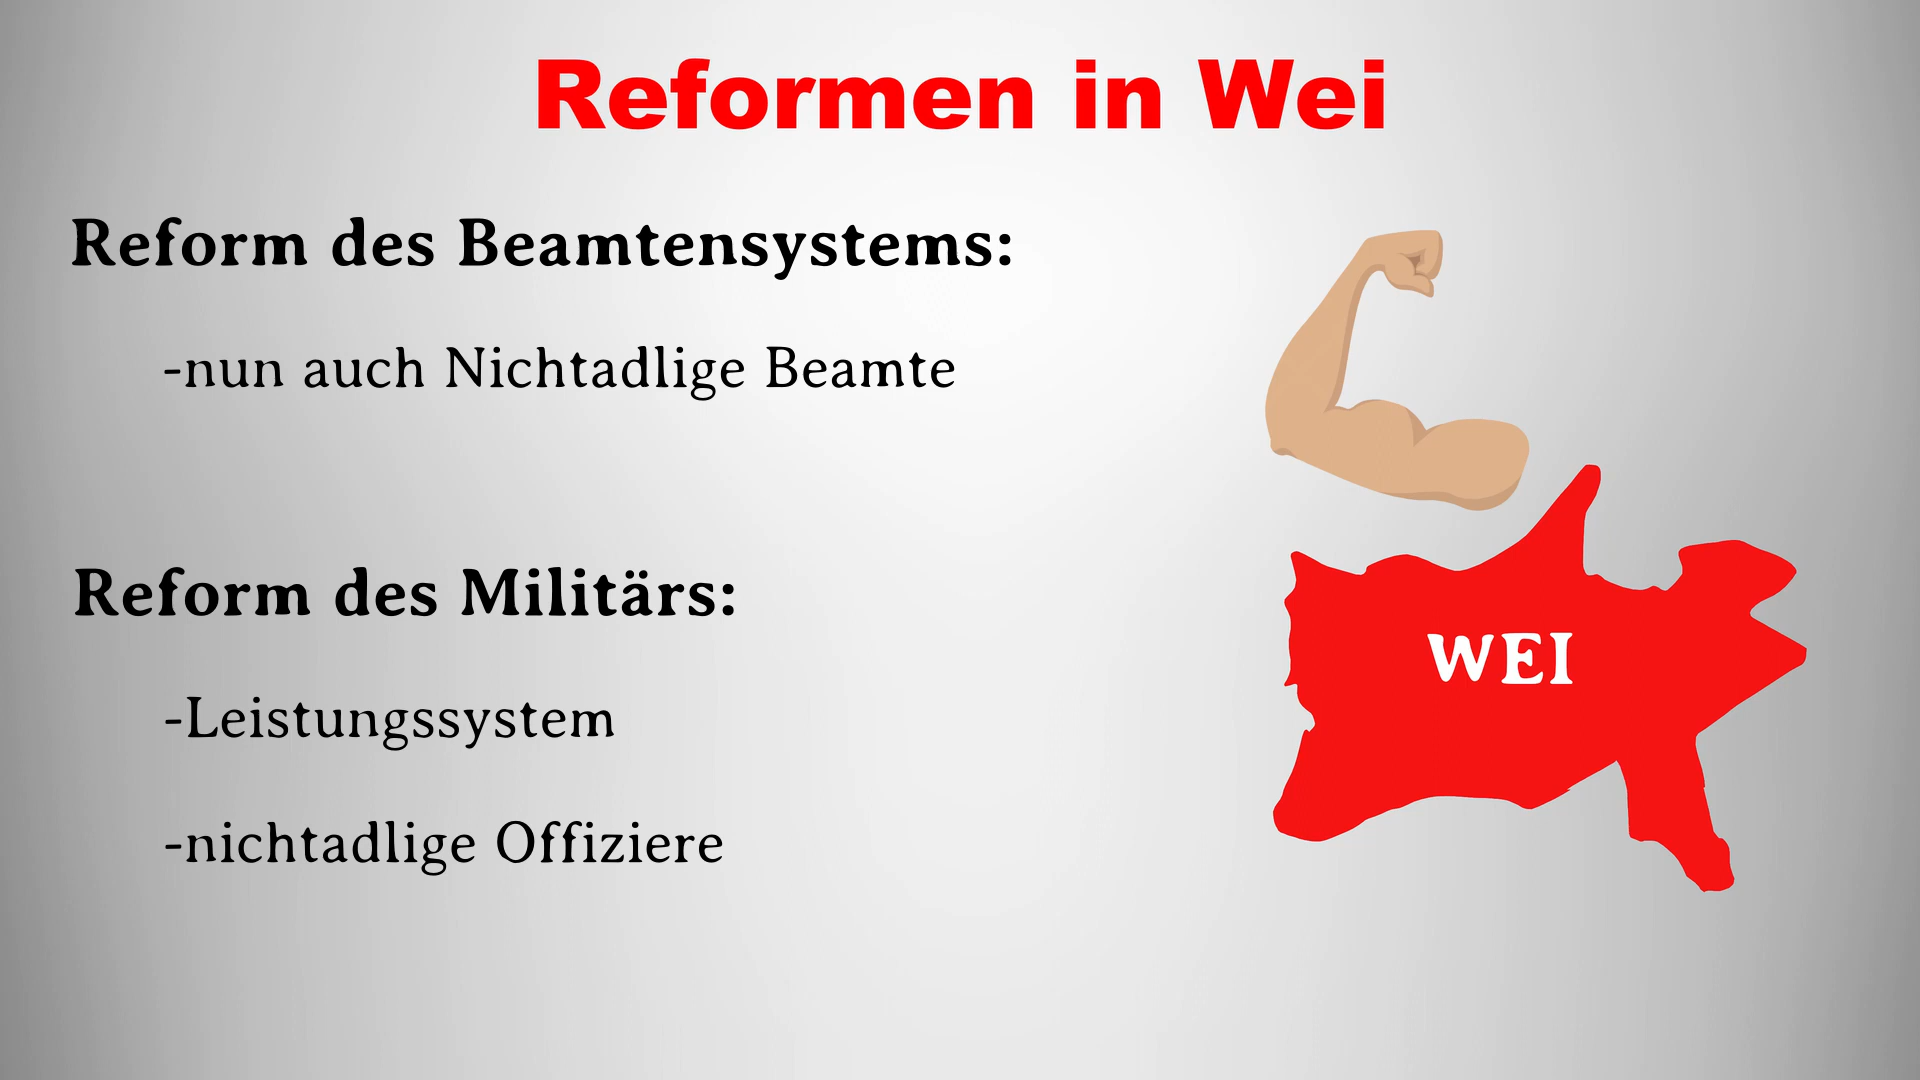 Reformen in Wei
Reform des Beamtensystems:
-nun auch Nichtadlige Beamte
Reform des Militärs:
-Leistungssystem
-nichtadlige Offiziere
WEI